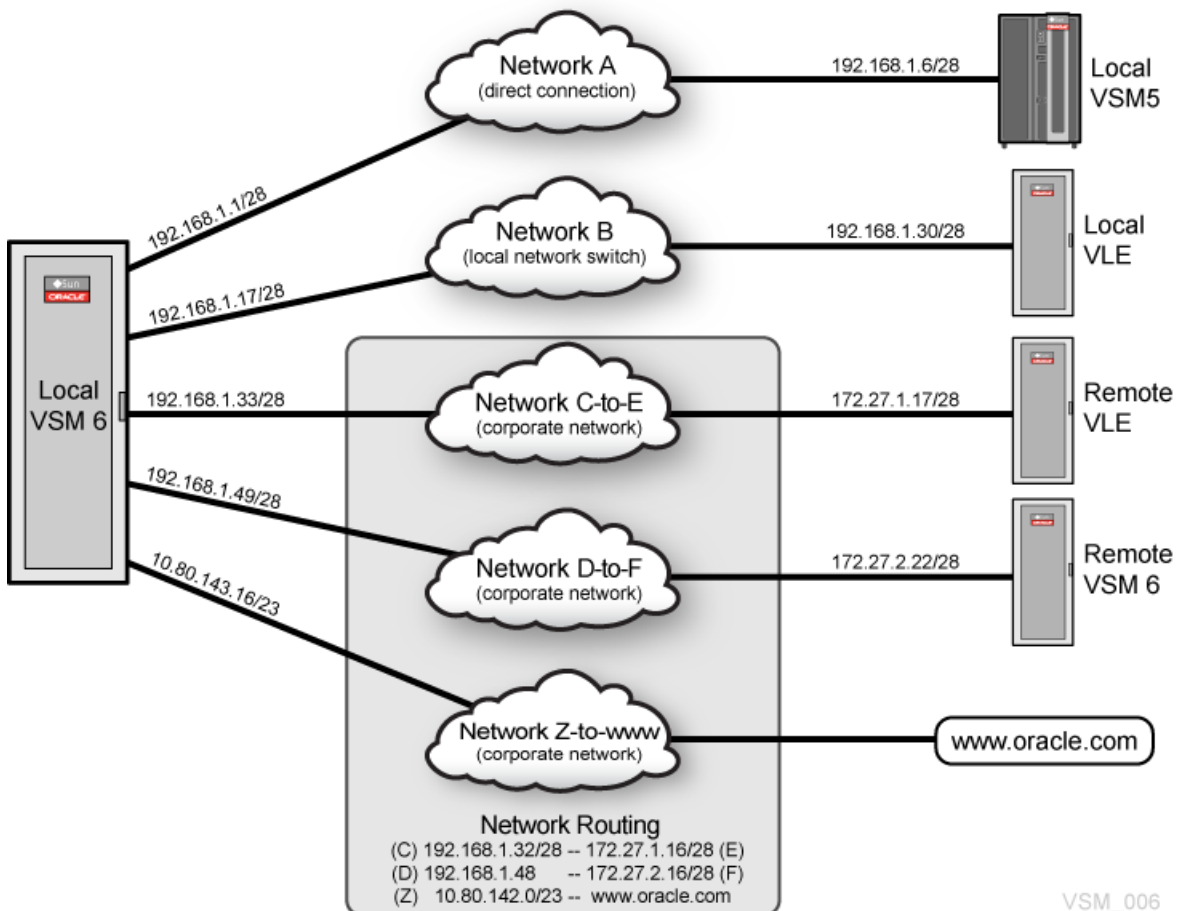 Network A
(direct connection)
192.168.1.6/28
Local
VSM5
192.168.1.1/28
Network B
(local network switch)
192.168.1.30/28
Local
VLE
192.168.1.17/28
Sun
ORACLE
Local
VSM 6
192.168.1.33/28
Network C-to-E
(corporate network)
172.27.1.17/28
Remote
VLE
192.168.1.49/28
Network D-to-F
(corporate network)
172.27.2.22/28
Remote
VSM 6
10.80.143.16/23
Network Z-to-www
(corporate network)
www.oracle.com
Network Routing
(C) 192.168.1.32/28 -- 172.27.1.16/28 (E)
(D) 192.168.1.48 -- 172.27.2.16/28 (F)
(Z) 10.80.142.0/23 -- www.oracle.com
VSM_006